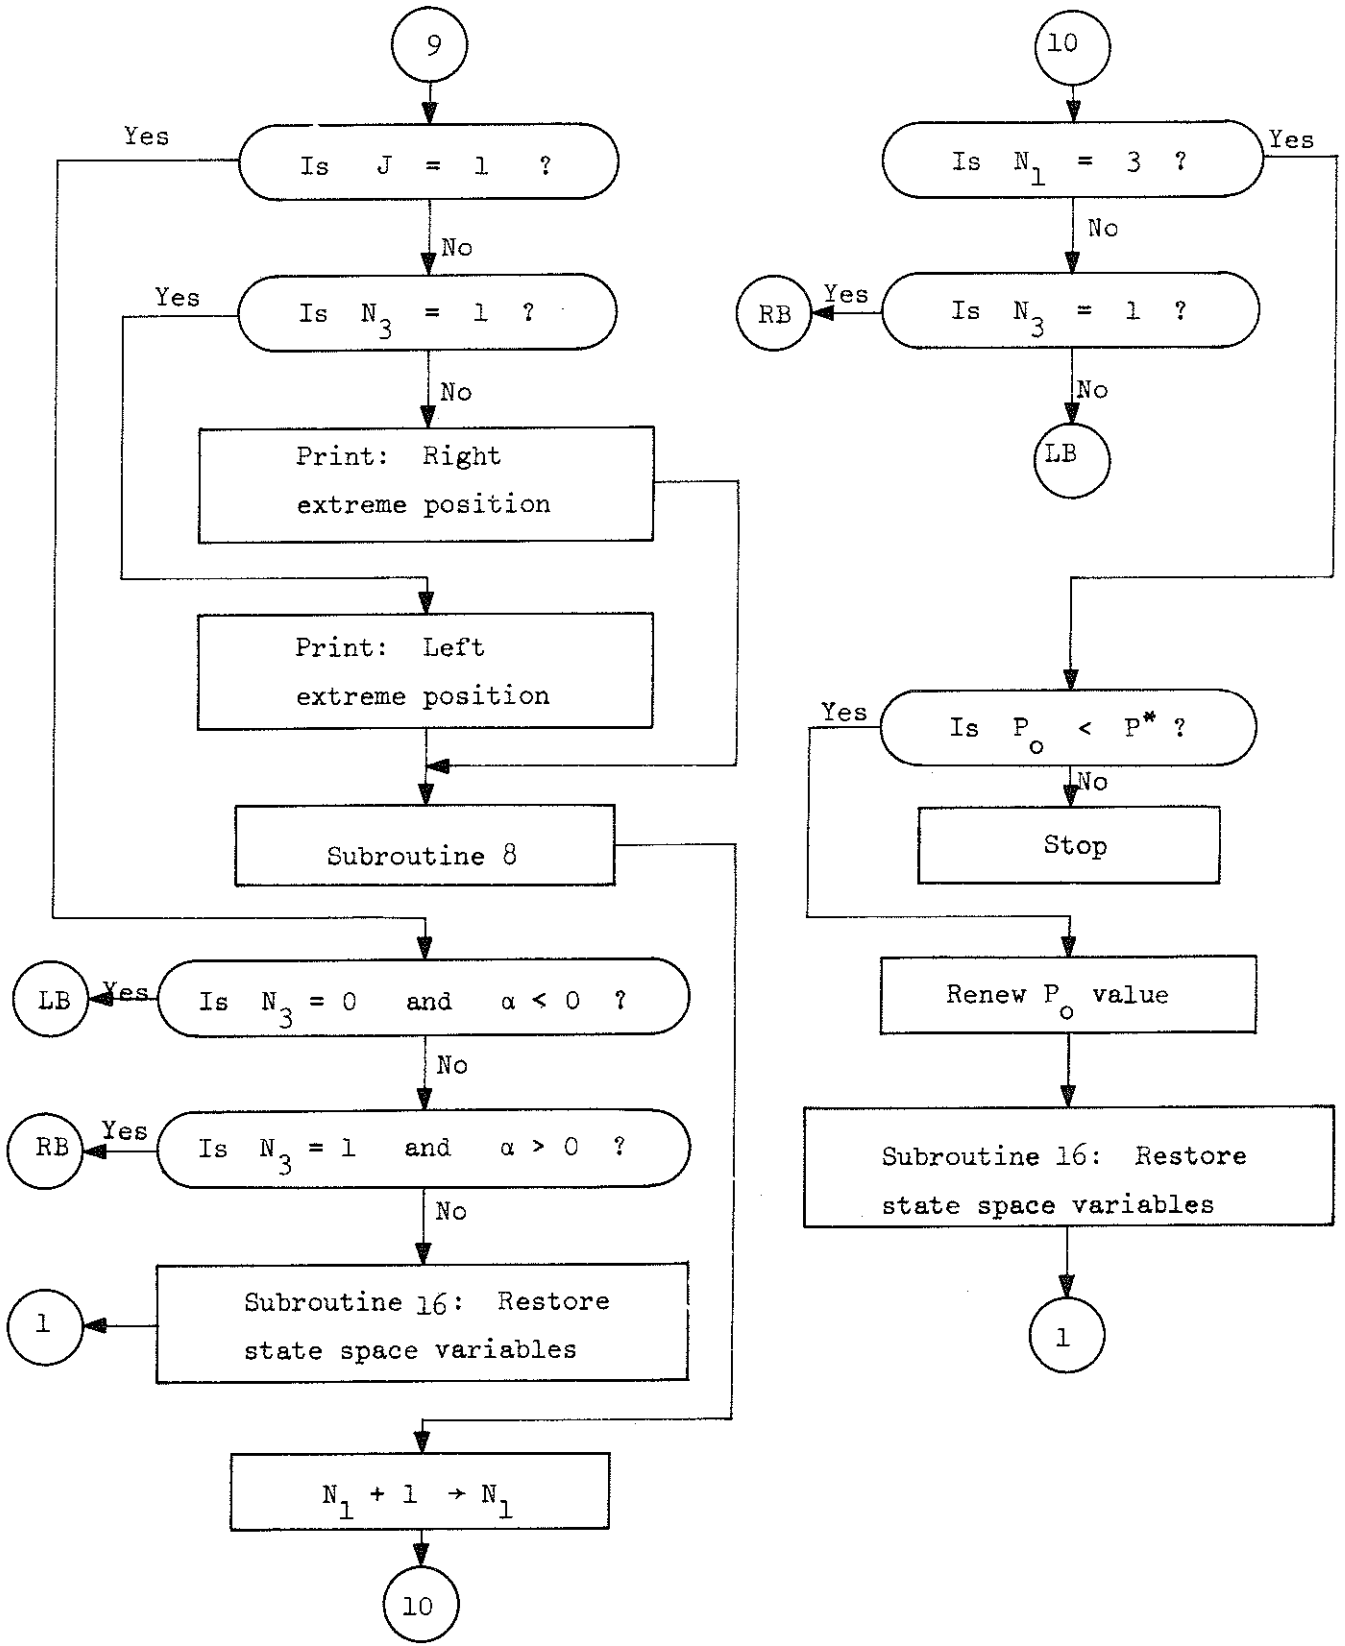 9
Yes
Is J = 1 ?
No
Yes
Is N₃ = 1 ?
No
Print: Right
extreme position
Print: Left
extreme position
Subroutine 8
LB
Yes
Is N₃ = 0 and α < 0 ?
No
RB
Yes
Is N₃ = 1 and α > 0 ?
No
1
Subroutine 16: Restore
state space variables
N₁ + 1 → N₁
10
10
Is N₁ = 3 ?
Yes
No
RB
Yes
Is N₃ = 1 ?
No
LB
Yes
Is Pₒ < P* ?
No
Stop
Renew Pₒ value
Subroutine 16: Restore
state space variables
1